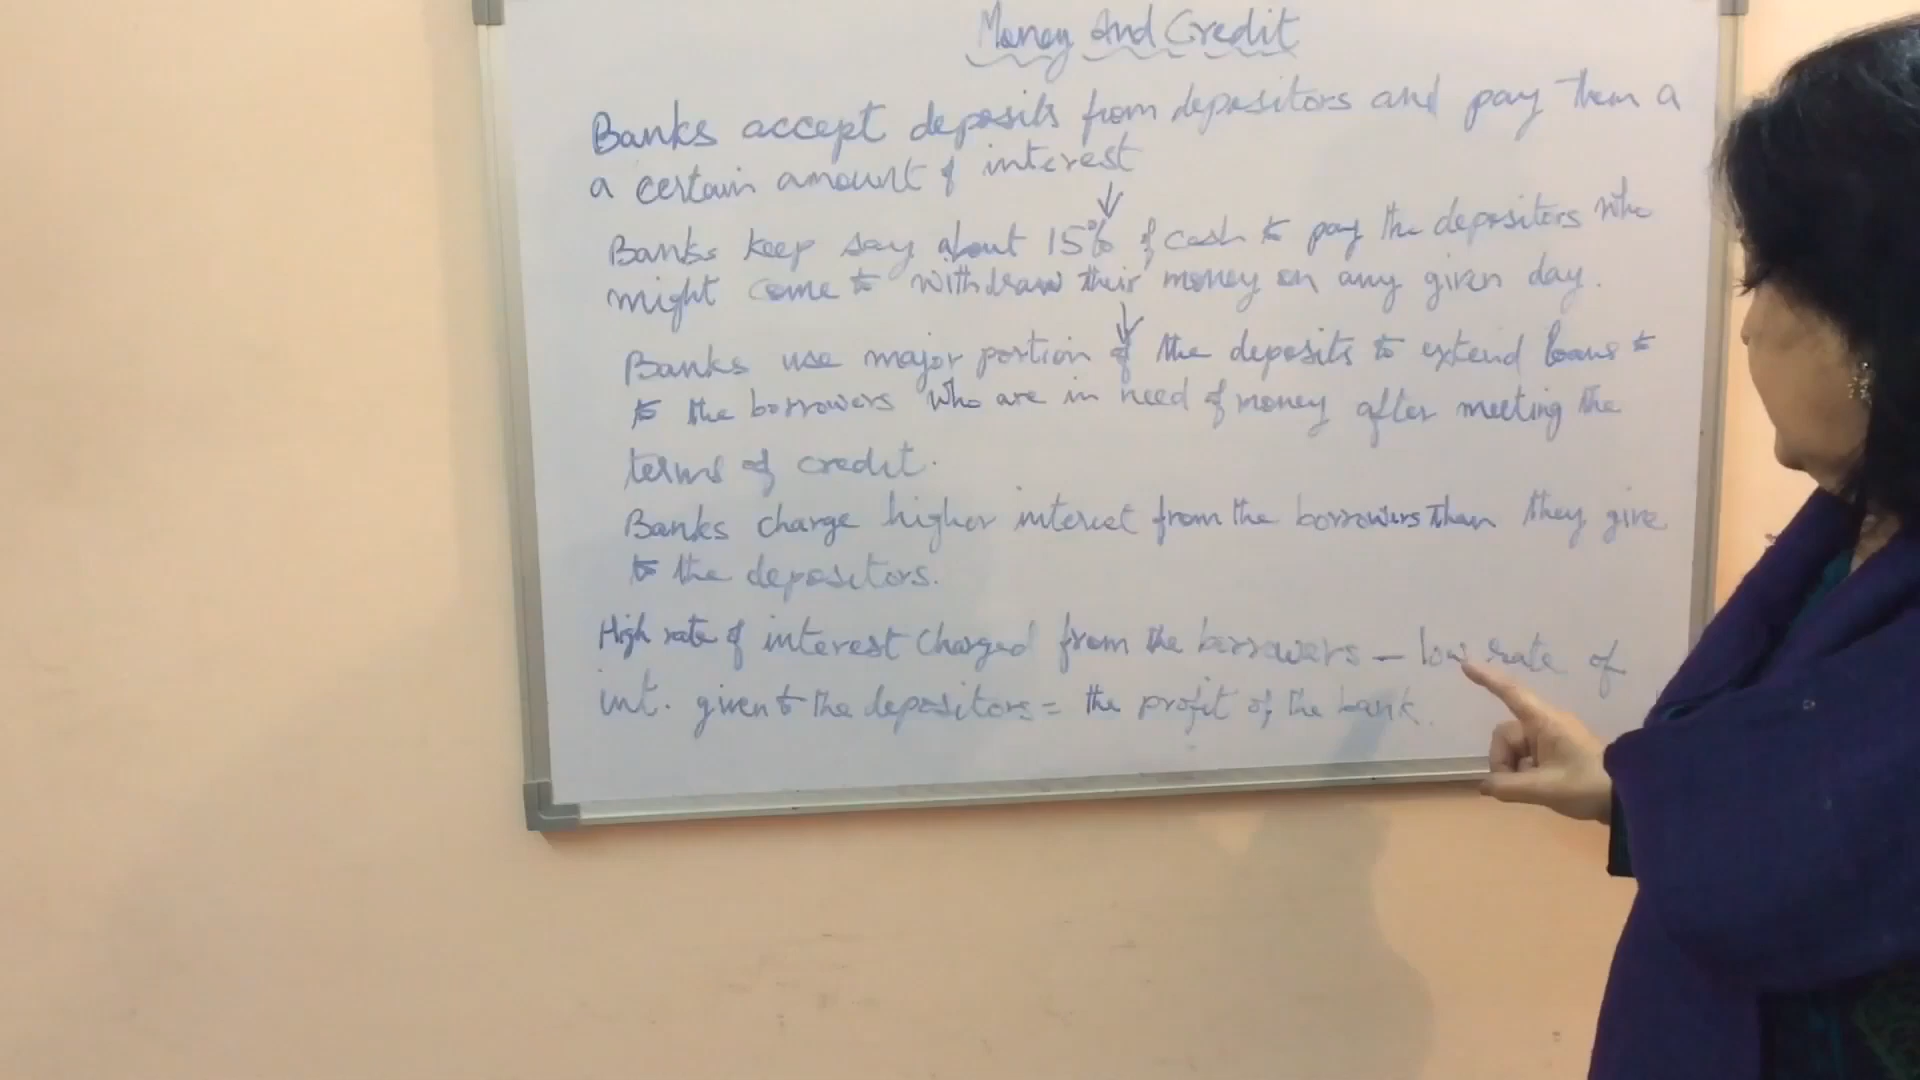 Money And Credit
Banks accept deposits from depositors and pay them a
a certain amount of interest
↓
Banks keep say about 15% of cash to pay the depositors who
might come to withdraw their money on any given day.
↓
Banks use major portion of the deposits to extend loans to
to the borrowers who are in need of money after meeting the
terms of credit.
Banks charge higher interest from the borrowers than they give
to the depositors.
High rate of interest charged from the borrowers – low rate of
int. given to the depositors = the profit of the bank.